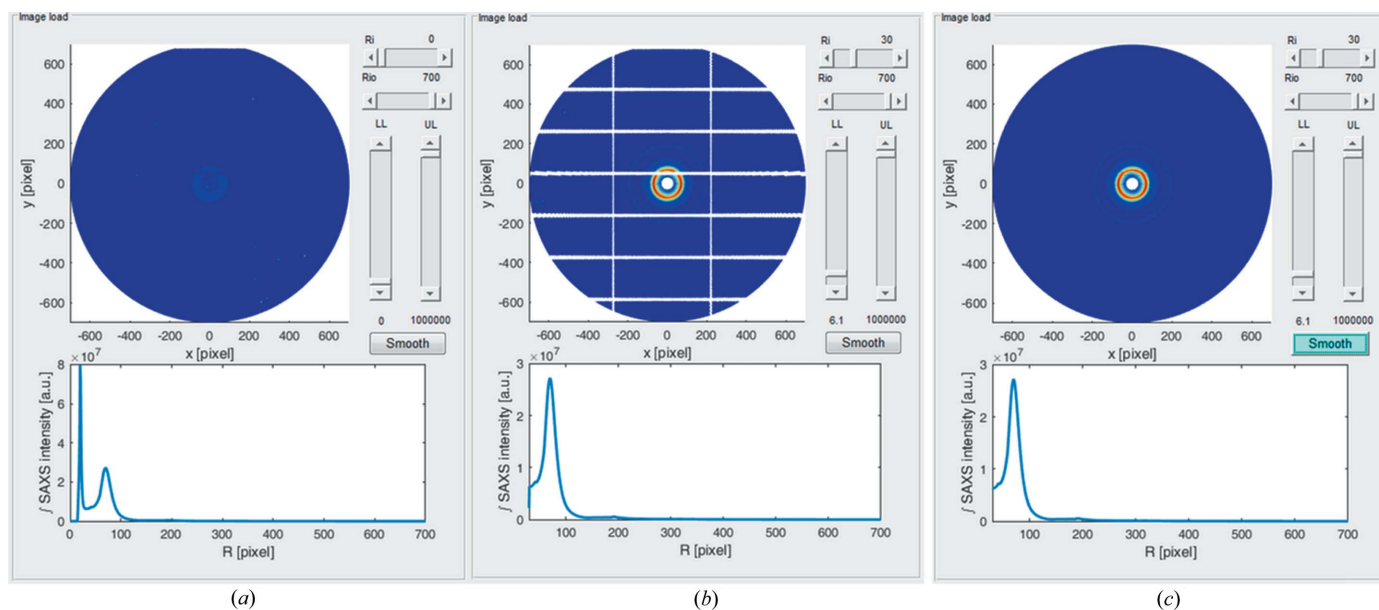 Image load
Ri 0
Rio 700
LL UL
600
400
200
0
-200
-400
-600
y [pixel]
-600 -400 -200 0 200 400 600
x [pixel]
0 1000000
Smooth
×10⁷
8
6
4
2
0
∫ SAXS intensity [a.u.]
0 100 200 300 400 500 600 700
R [pixel]
(a)
Image load
Ri 30
Rio 700
LL UL
600
400
200
0
-200
-400
-600
y [pixel]
-600 -400 -200 0 200 400 600
x [pixel]
6.1 1000000
Smooth
×10⁷
3
2
1
0
∫ SAXS intensity [a.u.]
100 200 300 400 500 600 700
R [pixel]
(b)
Image load
Ri 30
Rio 700
LL UL
600
400
200
0
-200
-400
-600
y [pixel]
-600 -400 -200 0 200 400 600
x [pixel]
6.1 1000000
Smooth
×10⁷
3
2
1
0
∫ SAXS intensity [a.u.]
100 200 300 400 500 600 700
R [pixel]
(c)